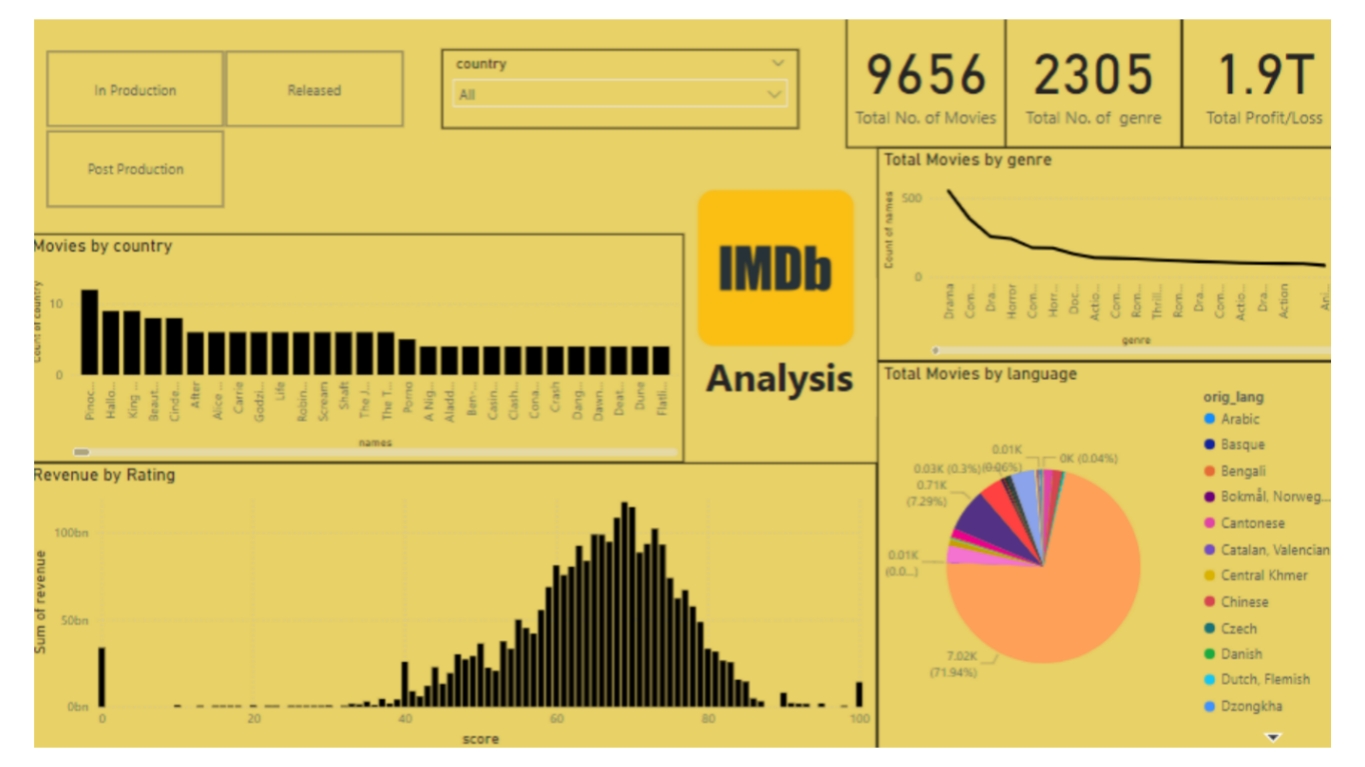 In Production
Released
Post Production
country
All
9656
Total No. of Movies
2305
Total No. of genre
1.9T
Total Profit/Loss
Movies by country
Count of country
10
0
Pinoc...
Hallo...
King ...
Beaut...
Cinde...
After
Alice ...
Carrie
Godzi...
Life
Robin...
Scream
Shaft
The J...
The T...
Porno
A Nig...
Aladd...
Ben-...
Casin...
Clash...
Cona...
Crash
Dang...
Dawn...
Deat...
Dune
Flatli...
names
IMDb
Analysis
Total Movies by genre
Count of names
500
0
Drama
Com...
Dra...
Horror
Com...
Horr...
Doc...
Actio...
Com...
Rom...
Thrill...
Rom...
Dra...
Com...
Actio...
Dra...
Action
Ani...
genre
Revenue by Rating
Sum of revenue
100bn
50bn
0bn
0
20
40
60
80
100
score
Total Movies by language
0.01K
0K (0.04%)
0.03K (0.3%)
(0.06%)
0.71K
(7.29%)
0.01K
(0.0...)
7.02K
(71.94%)
orig_lang
Arabic
Basque
Bengali
Bokmål, Norweg...
Cantonese
Catalan, Valencian
Central Khmer
Chinese
Czech
Danish
Dutch, Flemish
Dzongkha